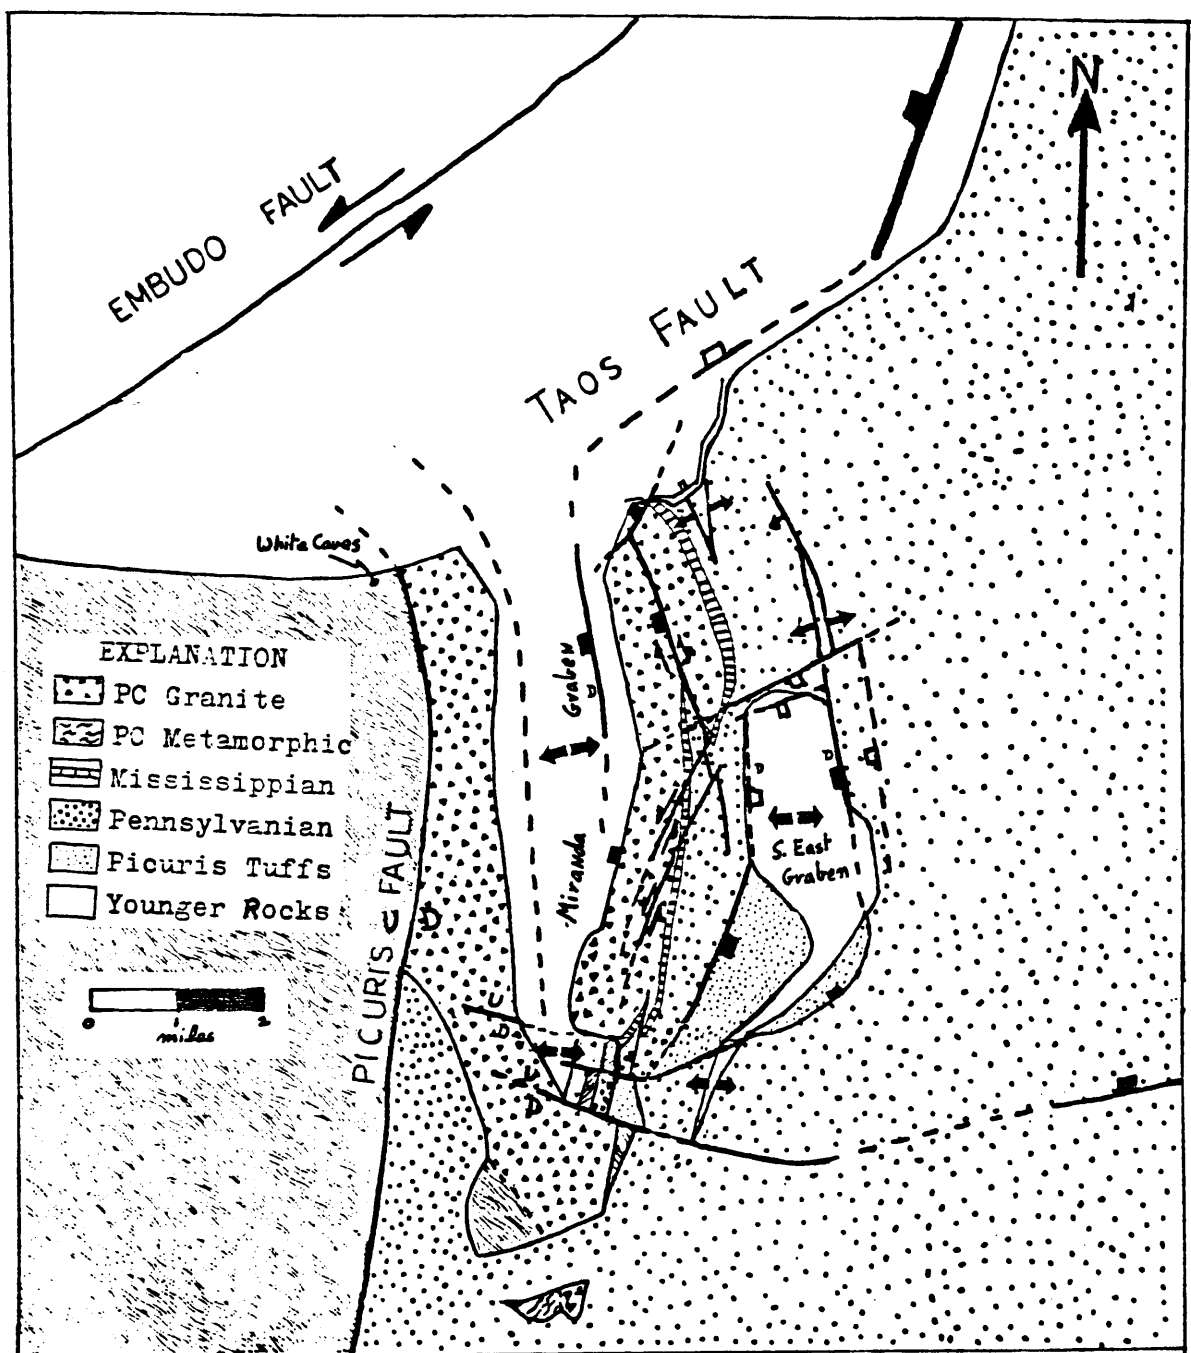 N
EMBUDO FAULT
TAOS FAULT
White Caves
EXPLANATION
PC Granite
PC Metamorphic
Mississippian
Pennsylvanian
Picuris Tuffs
Younger Rocks
0 1 2
miles
PICURIS FAULT
U
D
Miranda Graben
D
D
D
S. East
Graben
U
D
U
D